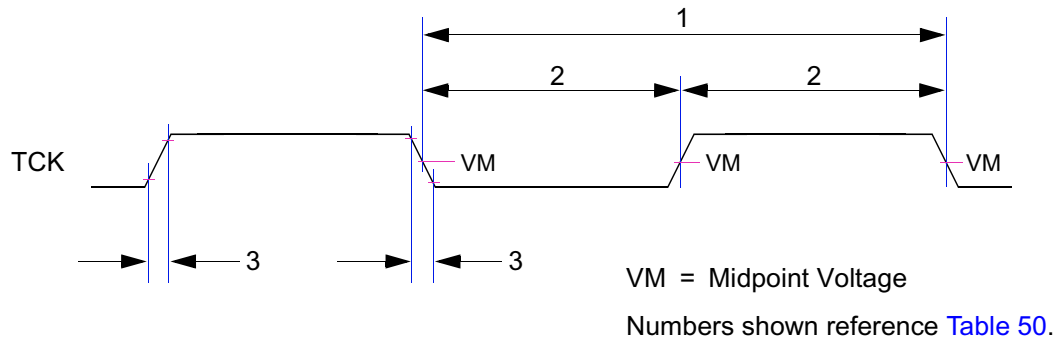 1
2 2
TCK VM VM VM
3 3
VM = Midpoint Voltage
Numbers shown reference Table 50.